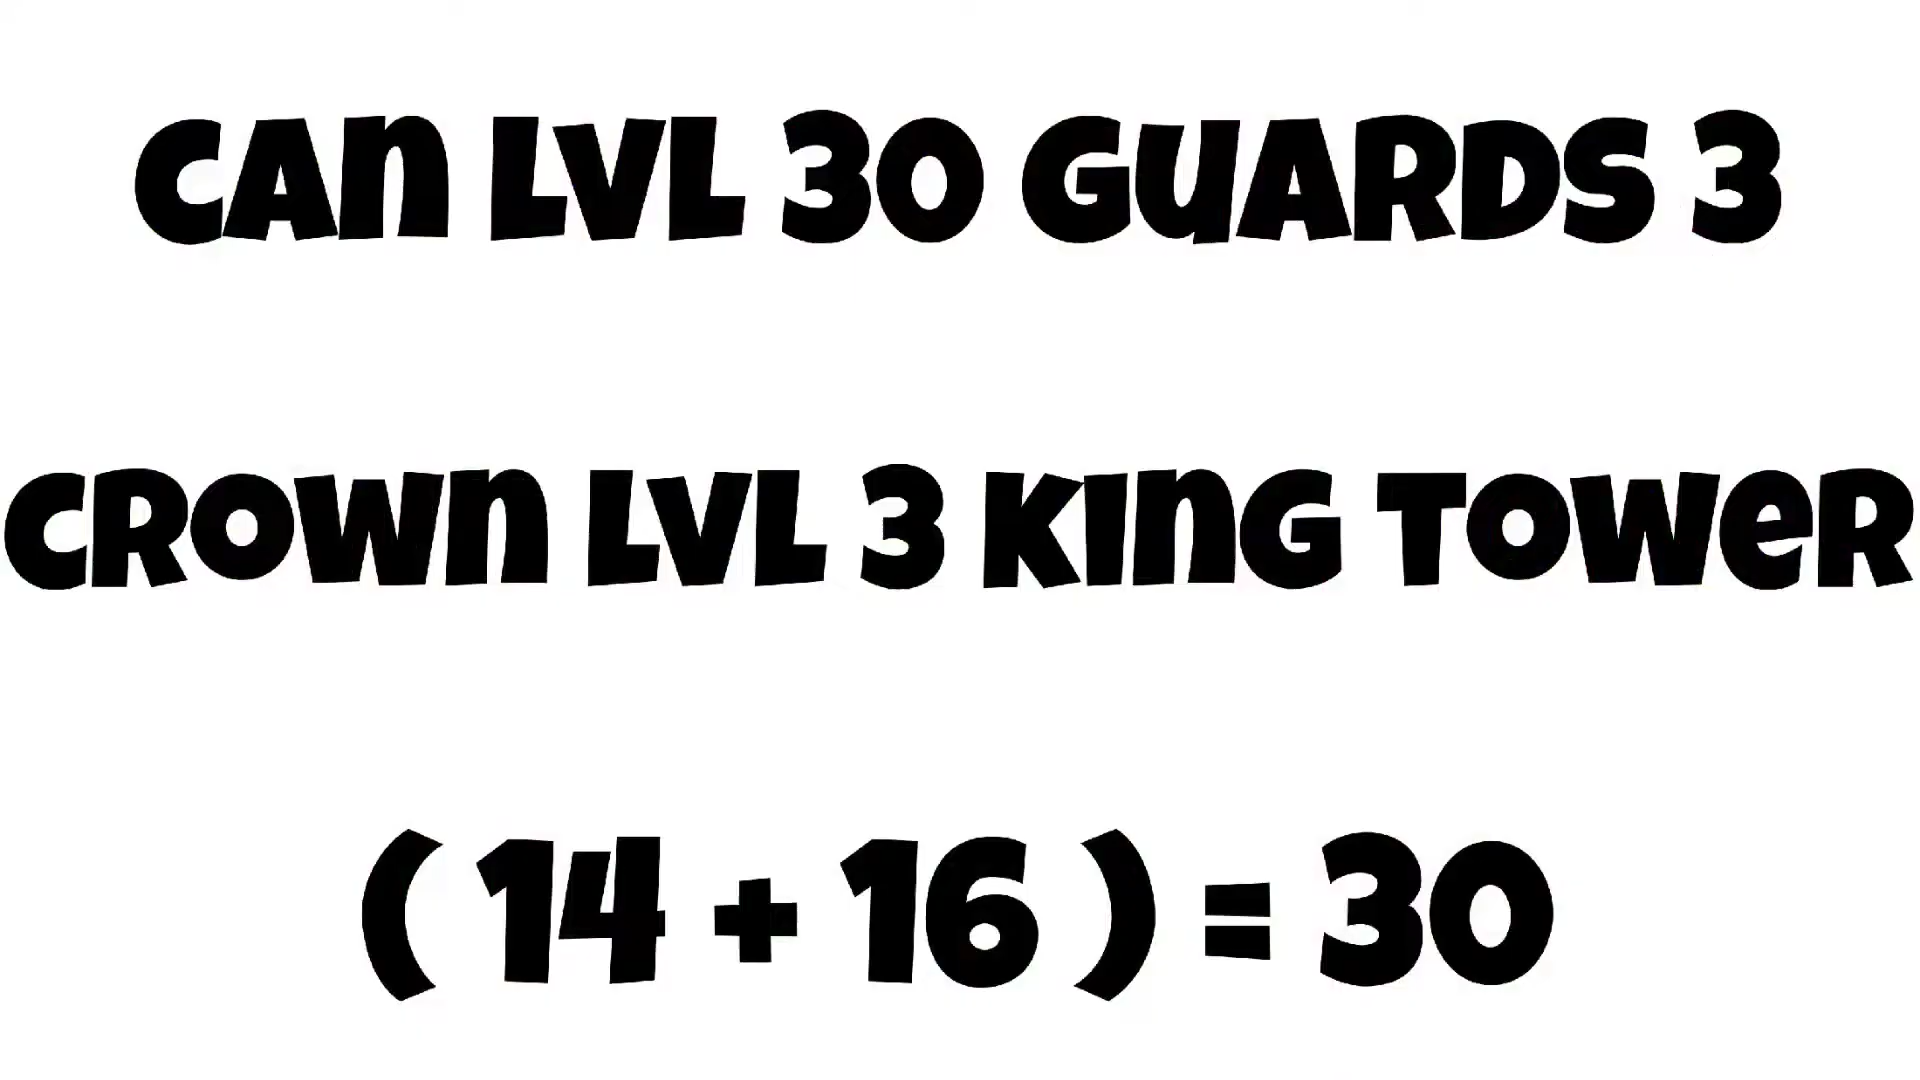 CAN LVL 30 GUARDS 3
CROWN LVL 3 KING TOWER
( 14 + 16 ) = 30